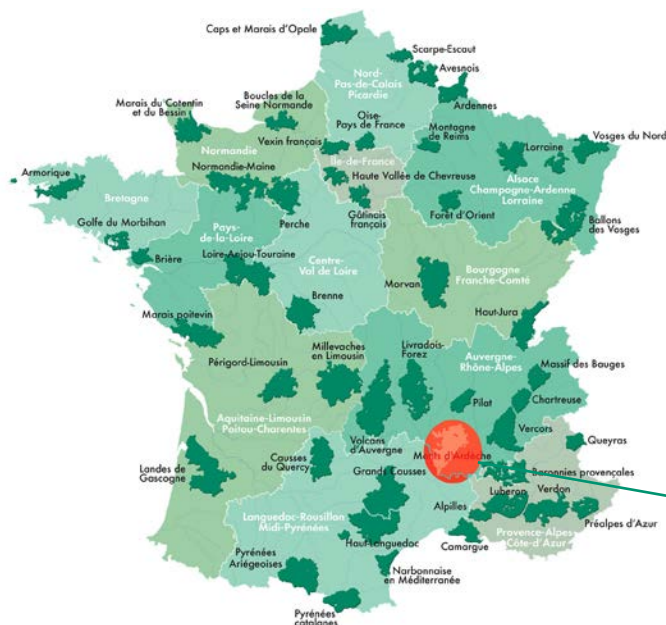 Caps et Marais d'Opale
Scarpe-Escaut
Avesnois
Nord-
Pas-de-Calais
Picardie
Ardennes
Marais du Cotentin
et du Bessin
Boucles de la
Seine Normande
Oise-
Pays de France
Montagne
de Reims
Vosges du Nord
Normandie
Vexin français
Île-de-France
Lorraine
Armorique
Normandie-Maine
Haute Vallée de Chevreuse
Alsace
Champagne-Ardenne
Lorraine
Bretagne
Perche
Gâtinais
français
Forêt d'Orient
Ballons
des Vosges
Golfe du Morbihan
Pays-
de-la-Loire
Brière
Loire-Anjou-Touraine
Centre-
Val de Loire
Bourgogne
Franche-Comté
Morvan
Brenne
Haut-Jura
Marais poitevin
Millevaches
en Limousin
Livradois-
Forez
Auvergne-
Rhône-Alpes
Périgord-Limousin
Massif des Bauges
Chartreuse
Pilat
Aquitaine-Limousin
Poitou-Charentes
Vercors
Volcans
d'Auvergne
Monts d'Ardèche
Queyras
Landes de
Gascogne
Causses
du Quercy
Grands Causses
Baronnies provençales
Luberon
Verdon
Alpilles
Préalpes d'Azur
Languedoc-Rousillon
Midi-Pyrénées
Provence-Alpes-
Côte-d'Azur
Haut-Languedoc
Camargue
Pyrénées
Ariégeoises
Narbonnaise
en Méditerranée
Pyrénées
catalanes